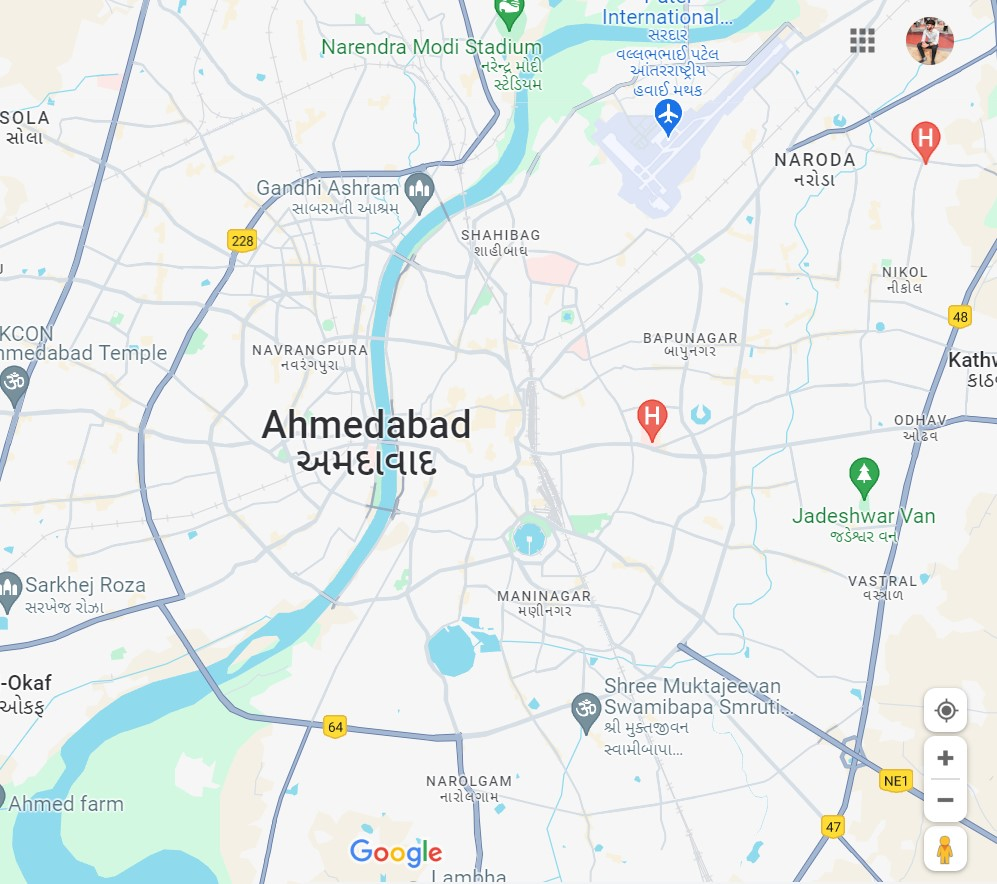 International...
સરદાર
વલ્લભભાઈ પટેલ
આંતરરાષ્ટ્રીય
હવાઈ મથક
Narendra Modi Stadium
નરેન્દ્ર મોદી
સ્ટેડિયમ
SOLA
સોલા
NARODA
નરોડા
H
Gandhi Ashram
સાબરમતી આશ્રમ
228
SHAHIBAG
શાહીબાઘ
NIKOL
નીકોલ
48
KCON
hmedabad Temple
NAVRANGPURA
નવરંગપુરા
BAPUNAGAR
બાપુનગર
Kathw
કાઠવ
Ahmedabad
અમદાવાદ
H
ODHAV
ઓઢવ
Jadeshwar Van
જડેશ્વર વન
Sarkhej Roza
સરખેજ રોઝા
MANINAGAR
મણીનગર
VASTRAL
વસ્ત્રાલ
-Okaf
ઓકફ
64
Shree Muktajeevan
Swamibapa Smruti...
શ્રી મુક્તજીવન
સ્વામીબાપા...
NAROLGAM
નારોલગામ
NE1
Ahmed farm
47
Google
Lambha